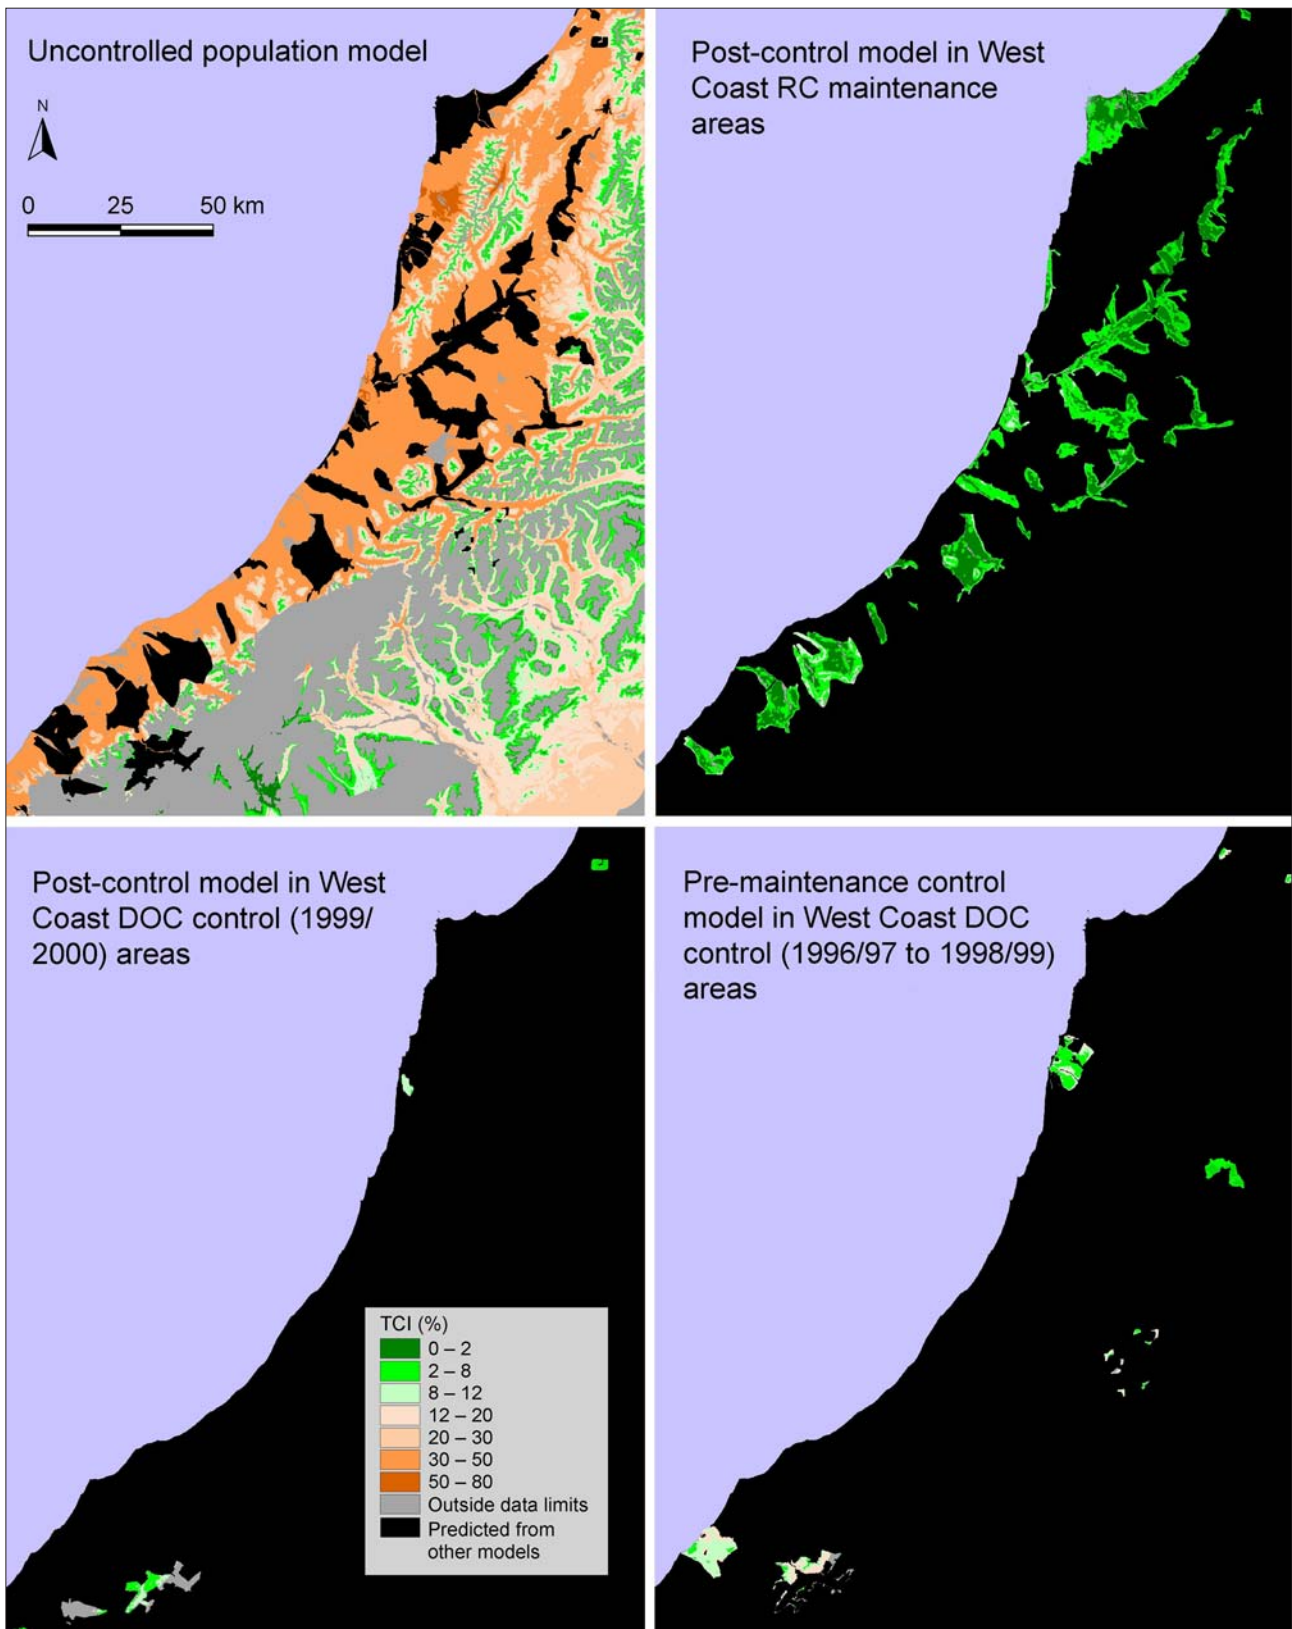 Uncontrolled population model
N
0 25 50 km
Post-control model in West
Coast RC maintenance
areas
Post-control model in West
Coast DOC control (1999/
2000) areas
TCI (%)
0 – 2
2 – 8
8 – 12
12 – 20
20 – 30
30 – 50
50 – 80
Outside data limits
Predicted from
other models
Pre-maintenance control
model in West Coast DOC
control (1996/97 to 1998/99)
areas